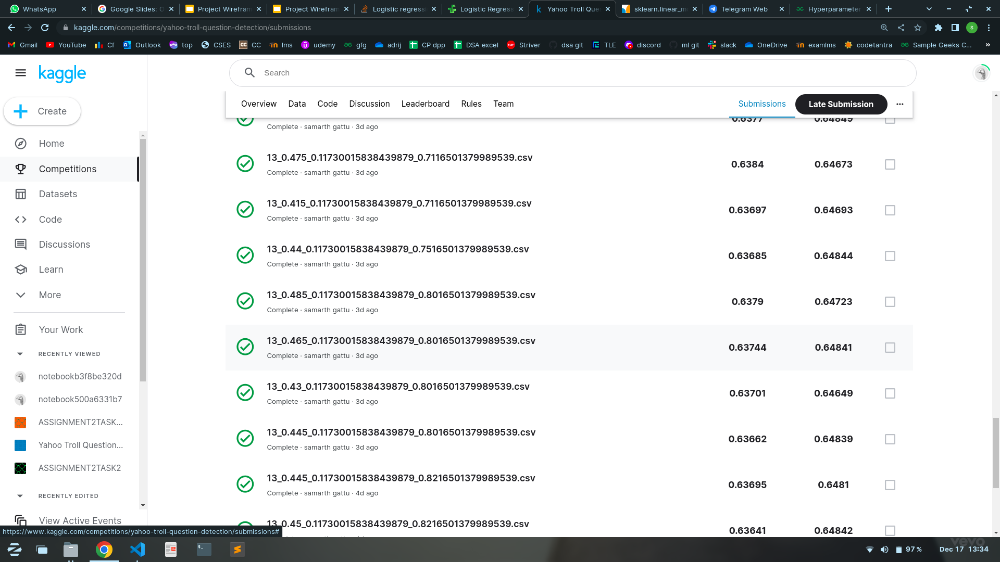 WhatsApp
Google Slides: O
Project Wirefram
Project Wirefram
Logistic regressi
Logistic Regress
Yahoo Troll Ques
sklearn.linear_mo
Telegram Web
Hyperparameter
kaggle.com/competitions/yahoo-troll-question-detection/submissions
S
Gmail
YouTube
Cf
Outlook
top
CSES
CC
lms
udemy
gfg
adrij
CP dpp
DSA excel
Striver
dsa git
TLE
discord
ml git
slack
OneDrive
examlms
codetantra
Sample Geeks C...
»
kaggle
Search
Create
Overview Data Code Discussion Leaderboard Rules Team Submissions Late Submission
Home
Competitions
Datasets
Code
Discussions
Learn
More
Your Work
RECENTLY VIEWED
notebookb3f8be320d
notebook500a6331b7
ASSIGNMENT2TASK...
Yahoo Troll Question...
ASSIGNMENT2TASK2
RECENTLY EDITED
View Active Events
0.6377 0.64849
Complete · samarth gattu · 3d ago
13_0.475_0.11730015838439879_0.7116501379989539.csv
0.6384 0.64673
Complete · samarth gattu · 3d ago
13_0.415_0.11730015838439879_0.7116501379989539.csv
0.63697 0.64693
Complete · samarth gattu · 3d ago
13_0.44_0.11730015838439879_0.7516501379989539.csv
0.63685 0.64844
Complete · samarth gattu · 3d ago
13_0.485_0.11730015838439879_0.8016501379989539.csv
0.6379 0.64723
Complete · samarth gattu · 3d ago
13_0.465_0.11730015838439879_0.8016501379989539.csv
0.63744 0.64841
Complete · samarth gattu · 3d ago
13_0.43_0.11730015838439879_0.8016501379989539.csv
0.63701 0.64649
Complete · samarth gattu · 3d ago
13_0.445_0.11730015838439879_0.8016501379989539.csv
0.63662 0.64839
Complete · samarth gattu · 3d ago
13_0.445_0.11730015838439879_0.8216501379989539.csv
0.63695 0.6481
Complete · samarth gattu · 4d ago
13_0.45_0.11730015838439879_0.8216501379989539.csv
0.63641 0.64842
https://www.kaggle.com/competitions/yahoo-troll-question-detection/submissions#
vevo
97%
Dec 17 13:34